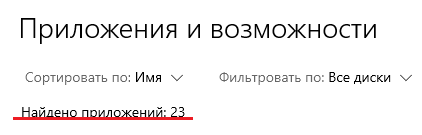 Приложения и возможности
Сортировать по: Имя Фильтровать по: Все диски
Найдено приложений: 23